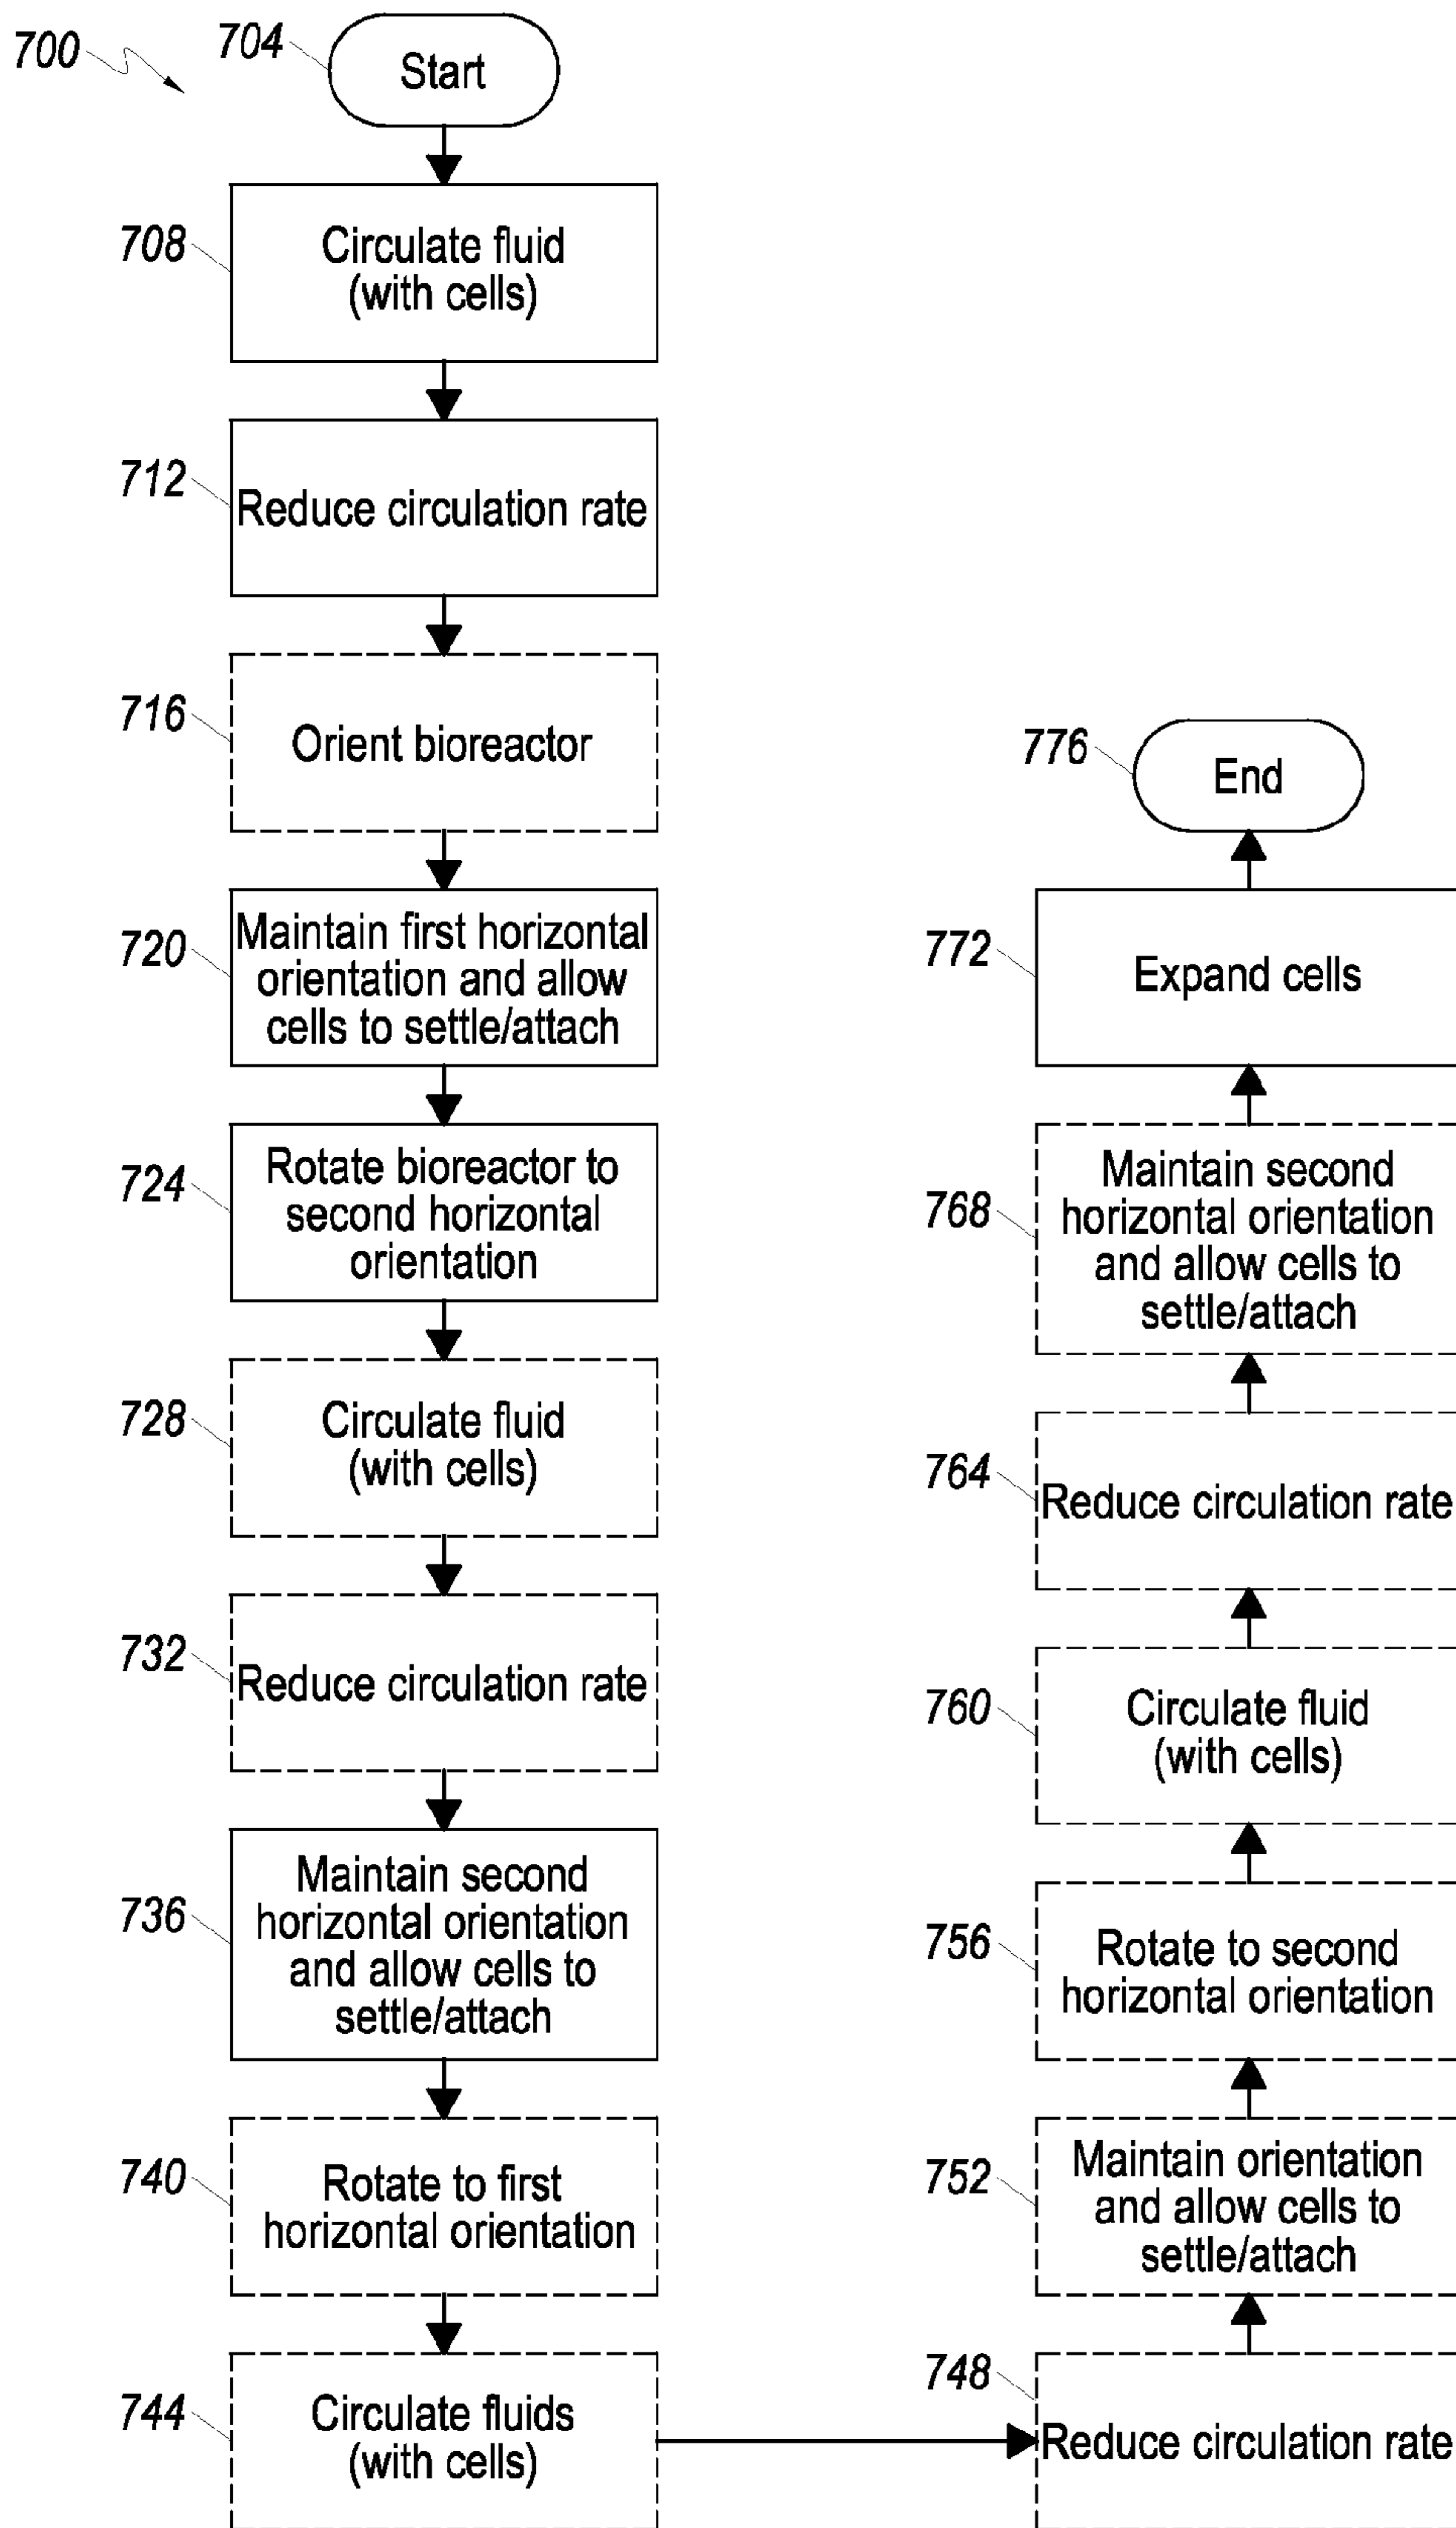 700
704
Start
708
Circulate fluid
(with cells)
712
Reduce circulation rate
716
Orient bioreactor
720
Maintain first horizontal
orientation and allow
cells to settle/attach
724
Rotate bioreactor to
second horizontal
orientation
728
Circulate fluid
(with cells)
732
Reduce circulation rate
736
Maintain second
horizontal orientation
and allow cells to
settle/attach
740
Rotate to first
horizontal orientation
744
Circulate fluids
(with cells)
748
Reduce circulation rate
752
Maintain orientation
and allow cells to
settle/attach
756
Rotate to second
horizontal orientation
760
Circulate fluid
(with cells)
764
Reduce circulation rate
768
Maintain second
horizontal orientation
and allow cells to
settle/attach
772
Expand cells
776
End